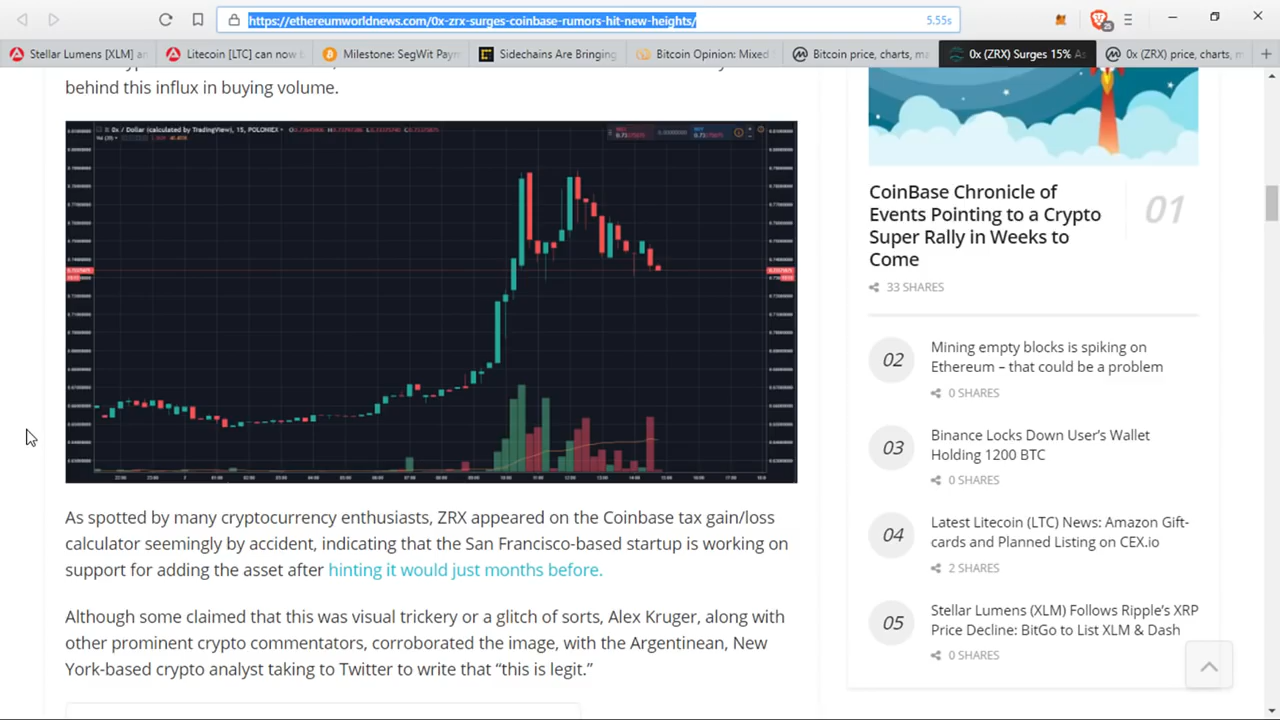 https://ethereumworldnews.com/0x-zrx-surges-coinbase-rumors-hit-new-heights/
5.55s
25
Stellar Lumens [XLM] an
Litecoin [LTC] can now t
Milestone: SegWit Paym
Sidechains Are Bringing
Bitcoin Opinion: Mixed
Bitcoin price, charts, ma
0x (ZRX) Surges 15% As
0x (ZRX) price, charts, m
behind this influx in buying volume.
0x / Dollar (calculated by TradingView), 15, POLONIEX
As spotted by many cryptocurrency enthusiasts, ZRX appeared on the Coinbase tax gain/loss
calculator seemingly by accident, indicating that the San Francisco-based startup is working on
support for adding the asset after hinting it would just months before.
Although some claimed that this was visual trickery or a glitch of sorts, Alex Kruger, along with
other prominent crypto commentators, corroborated the image, with the Argentinean, New
York-based crypto analyst taking to Twitter to write that “this is legit.”
CoinBase Chronicle of
Events Pointing to a Crypto
Super Rally in Weeks to
Come
01
33 SHARES
02
Mining empty blocks is spiking on
Ethereum – that could be a problem
0 SHARES
03
Binance Locks Down User’s Wallet
Holding 1200 BTC
0 SHARES
04
Latest Litecoin (LTC) News: Amazon Gift-
cards and Planned Listing on CEX.io
2 SHARES
05
Stellar Lumens (XLM) Follows Ripple’s XRP
Price Decline: BitGo to List XLM & Dash
0 SHARES